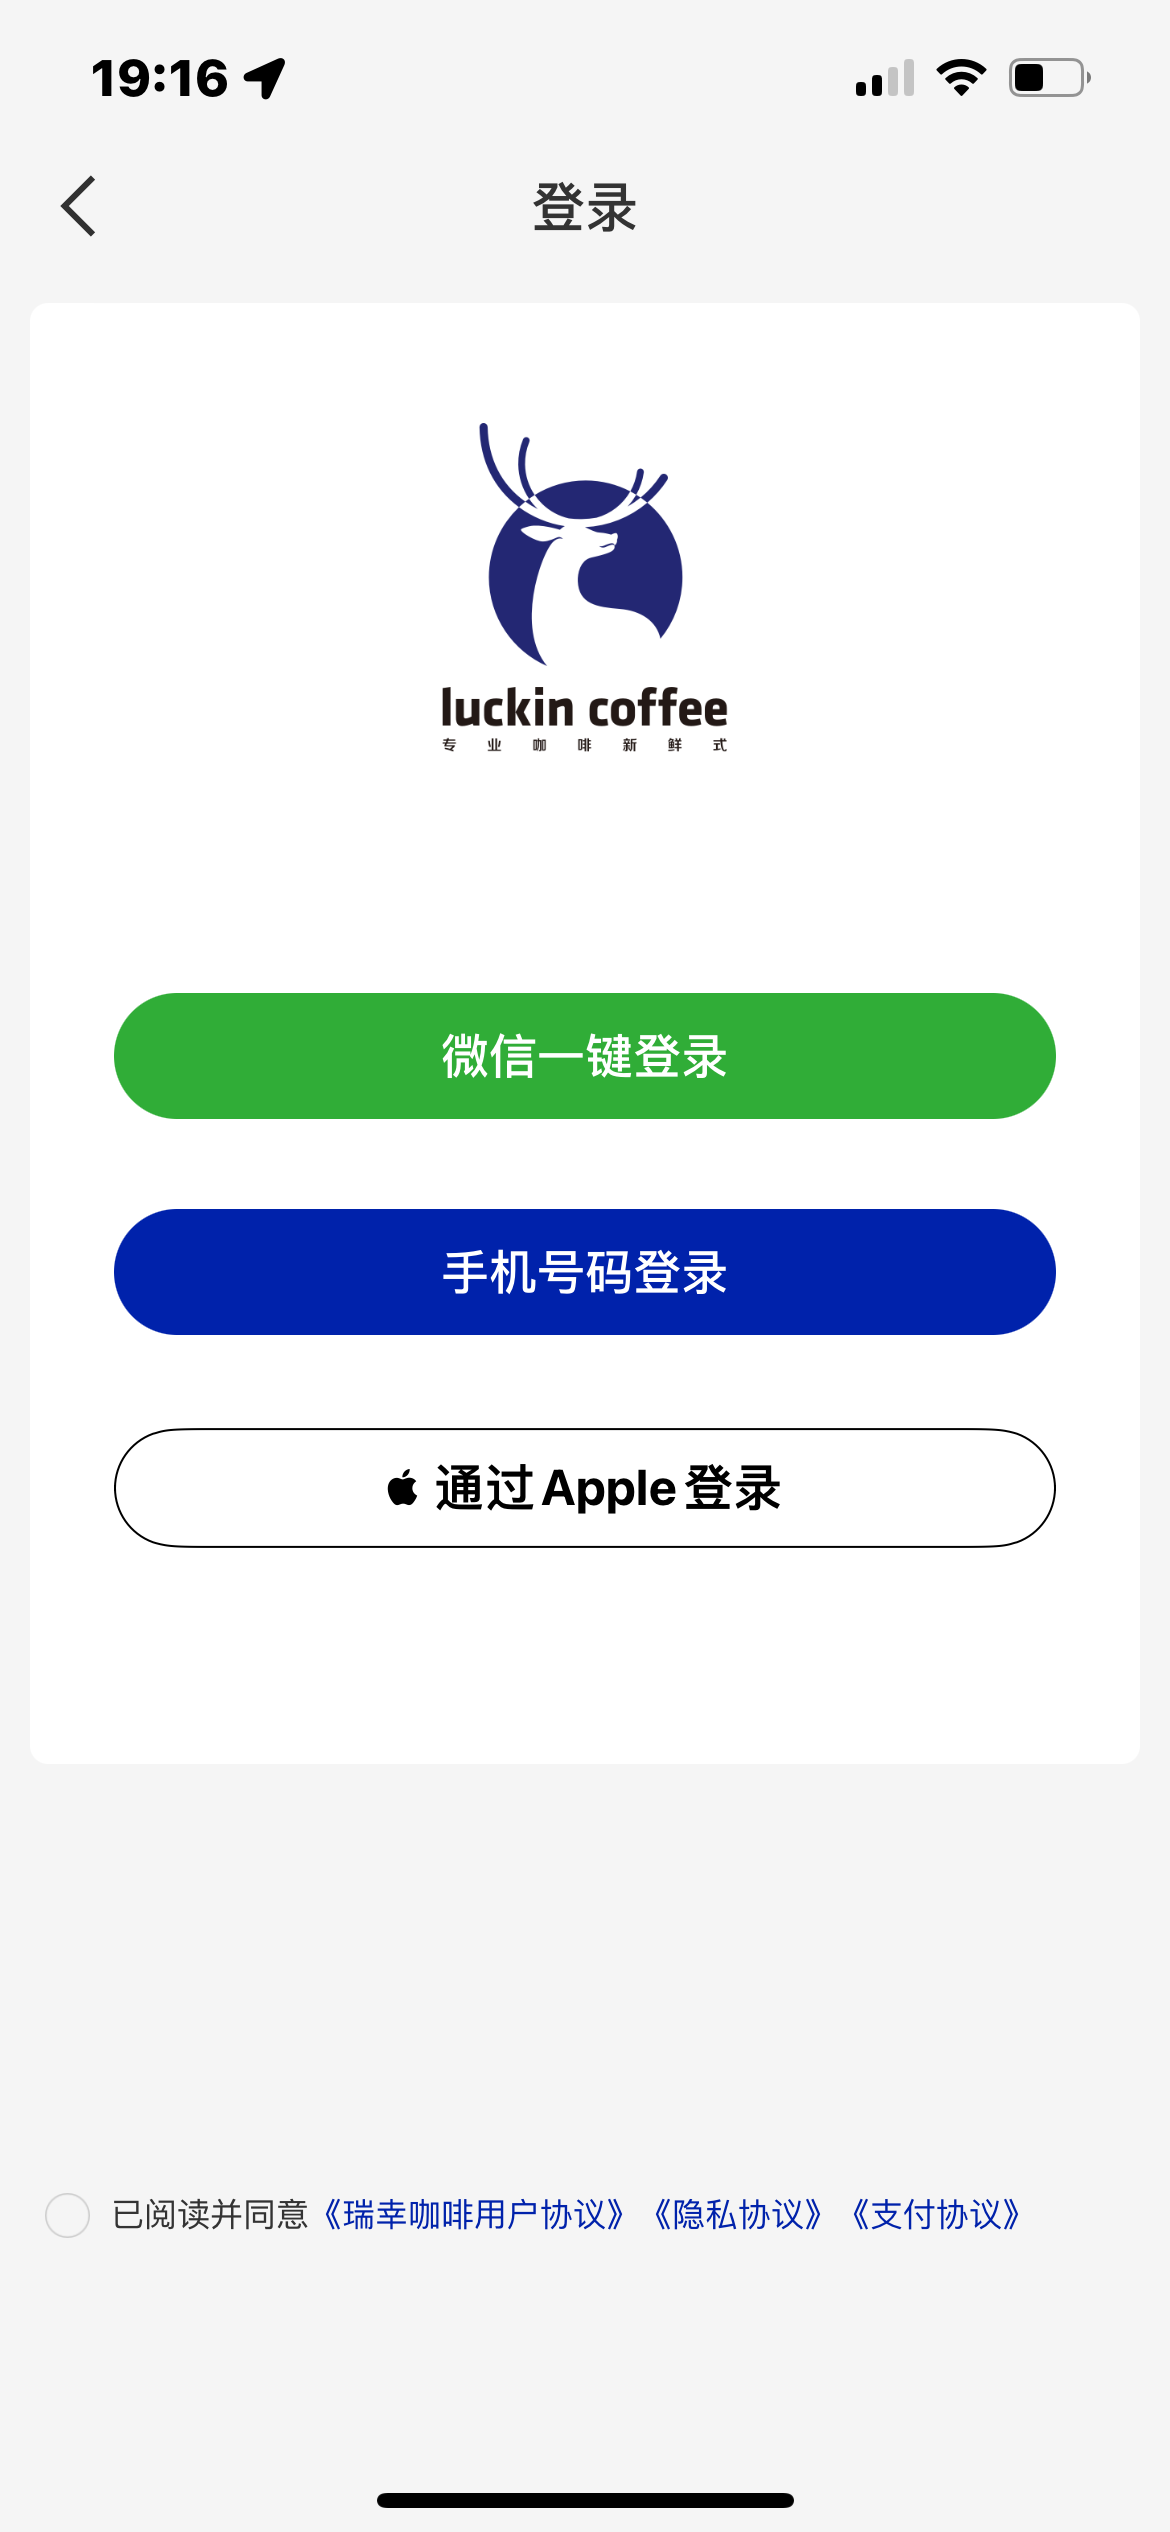 19:16
登录
luckin coffee
专业咖啡新鲜式
微信一键登录
手机号码登录
通过 Apple 登录
已阅读并同意《瑞幸咖啡用户协议》《隐私协议》《支付协议》